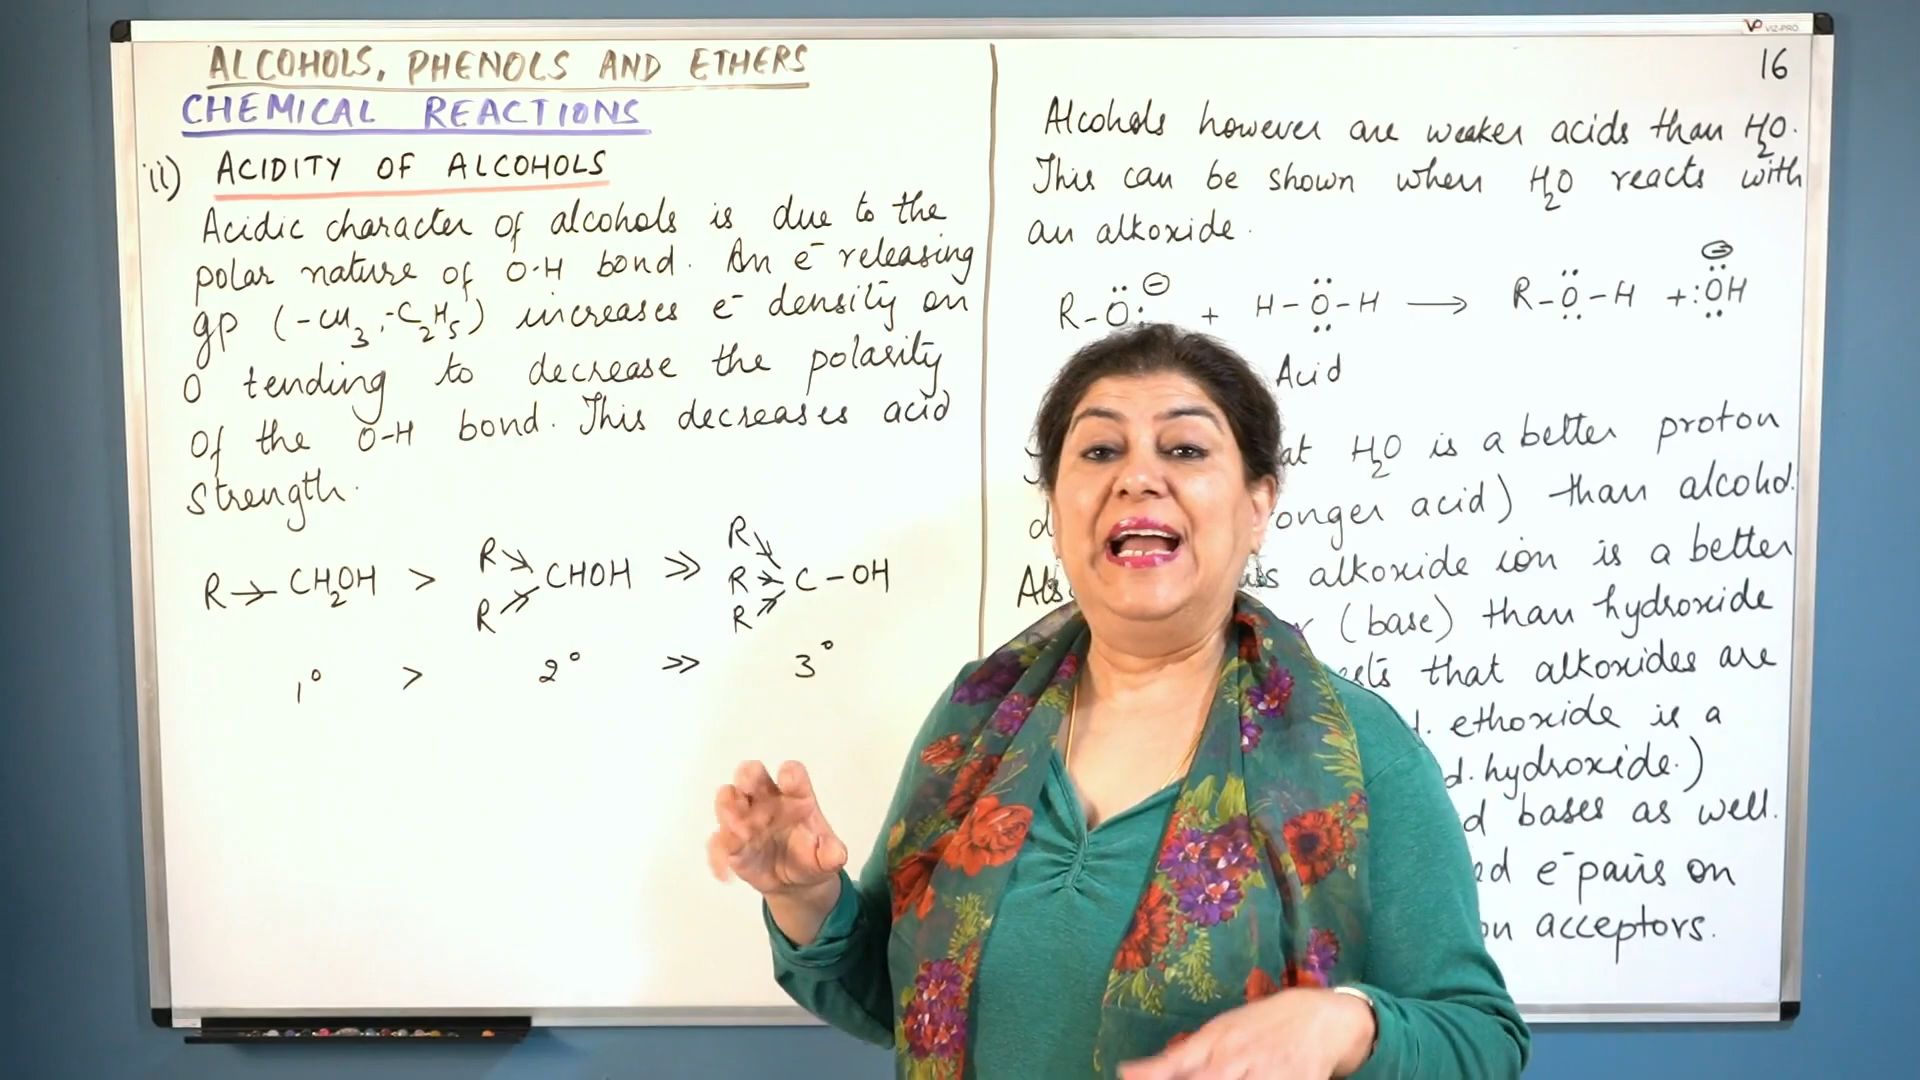 ALCOHOLS, PHENOLS AND ETHERS
CHEMICAL REACTIONS
ii) ACIDITY OF ALCOHOLS
Acidic character of alcohols is due to the
polar nature of O-H bond. An e⁻ releasing
gp (-CH₃, -C₂H₅) increases e⁻ density on
O tending to decrease the polarity
of the O-H bond. This decreases acid
strength.
R → CH₂OH > R R CHOH >> R R R C - OH
1° > 2° >> 3°
VIZ-PRO
16
Alcohols however are weaker acids than H₂O.
This can be shown when H₂O reacts with
an alkoxide.
R-O:⊖ + H-O-H → R-O-H + :OH ⊖
Acid
H₂O is a better proton
acid) than alcohol.
alkoxide ion is a better
(base) than hydroxide
that alkoxides are
ethoxide is a
hydroxide.)
bases as well.
e⁻ pairs on
acceptors.